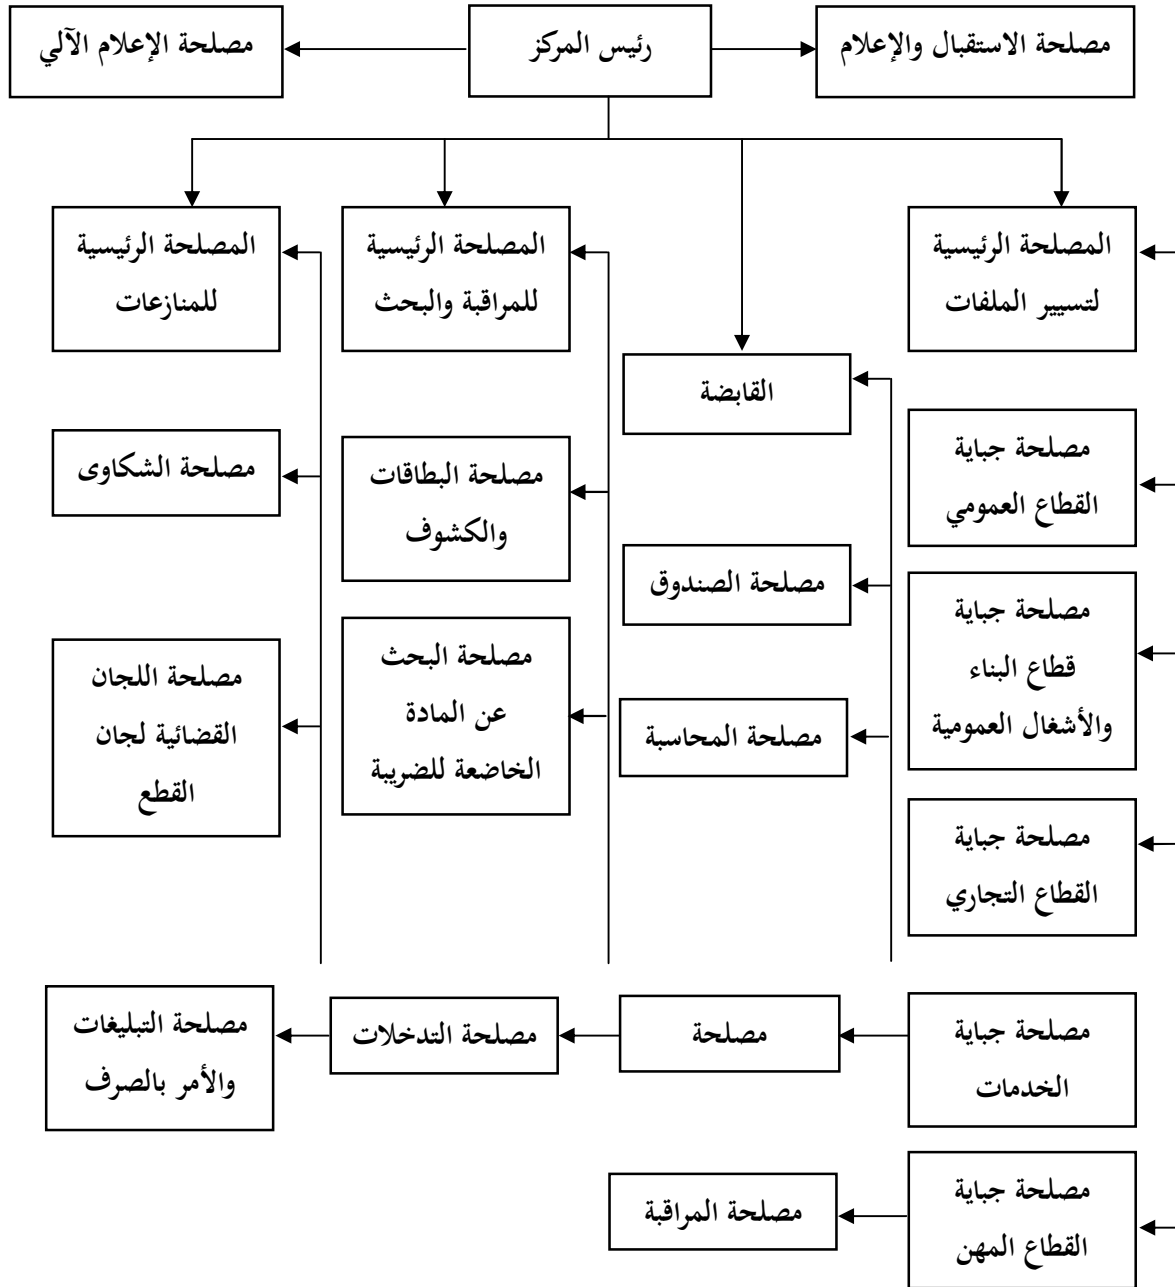 مصلحة الاستقبال والإعلام
رئيس المركز
مصلحة الإعلام الآلي
المصلحة الرئيسية
لتسيير الملفات
المصلحة الرئيسية
للمراقبة والبحث
المصلحة الرئيسية
للمنازعات
القابضة
مصلحة جباية
القطاع العمومي
مصلحة البطاقات
والكشوف
مصلحة الشكاوى
مصلحة الصندوق
مصلحة جباية
قطاع البناء
والأشغال العمومية
مصلحة المحاسبة
مصلحة البحث
عن المادة
الخاضعة للضريبة
مصلحة اللجان
القضائية لجان
القطع
مصلحة جباية
القطاع التجاري
مصلحة جباية
الخدمات
مصلحة
مصلحة التدخلات
مصلحة التبليغات
والأمر بالصرف
مصلحة جباية
القطاع المهن
مصلحة المراقبة